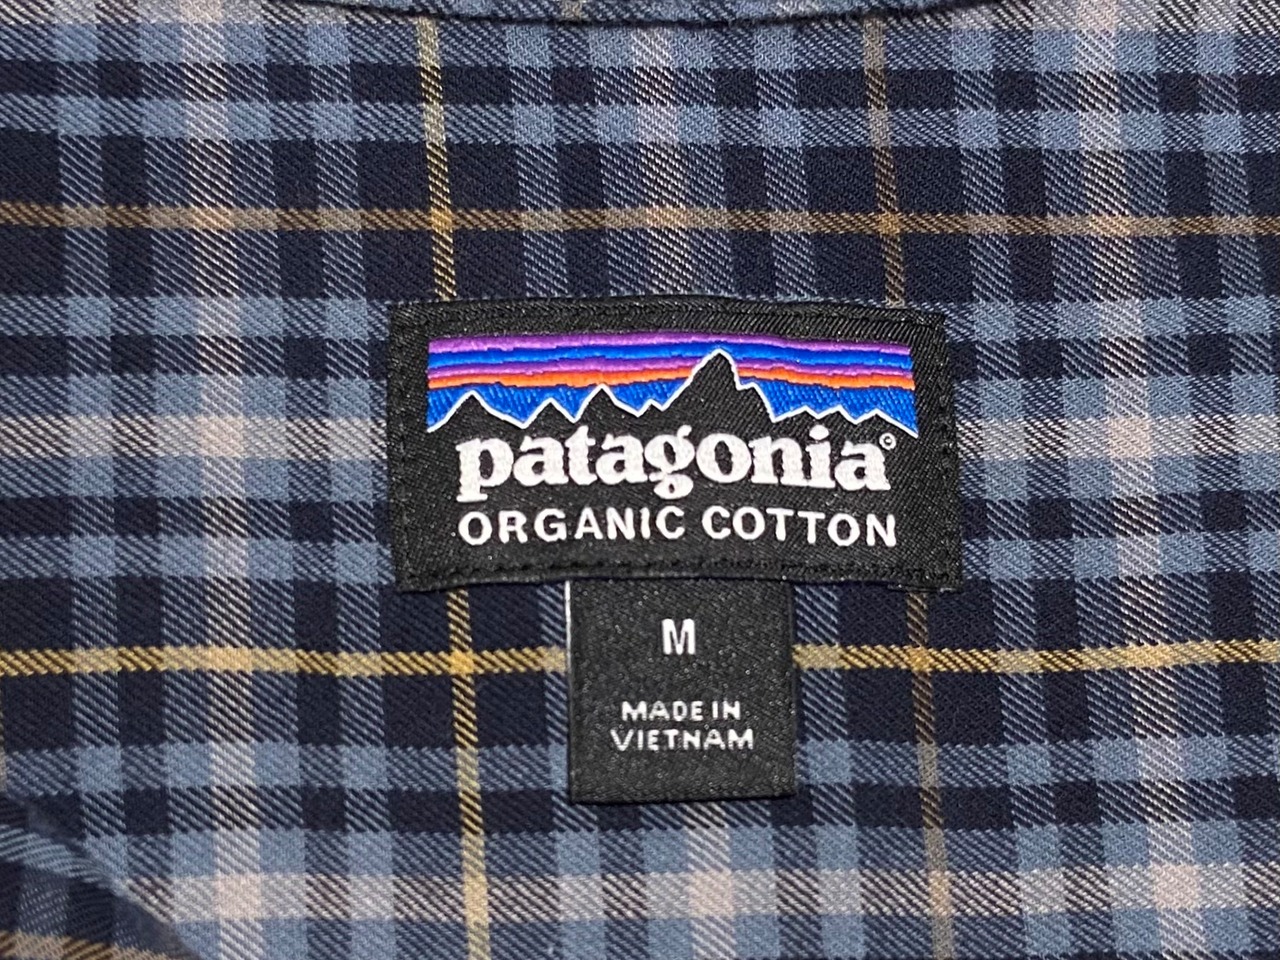 patagonia©
ORGANIC COTTON
M
MADE IN
VIETNAM